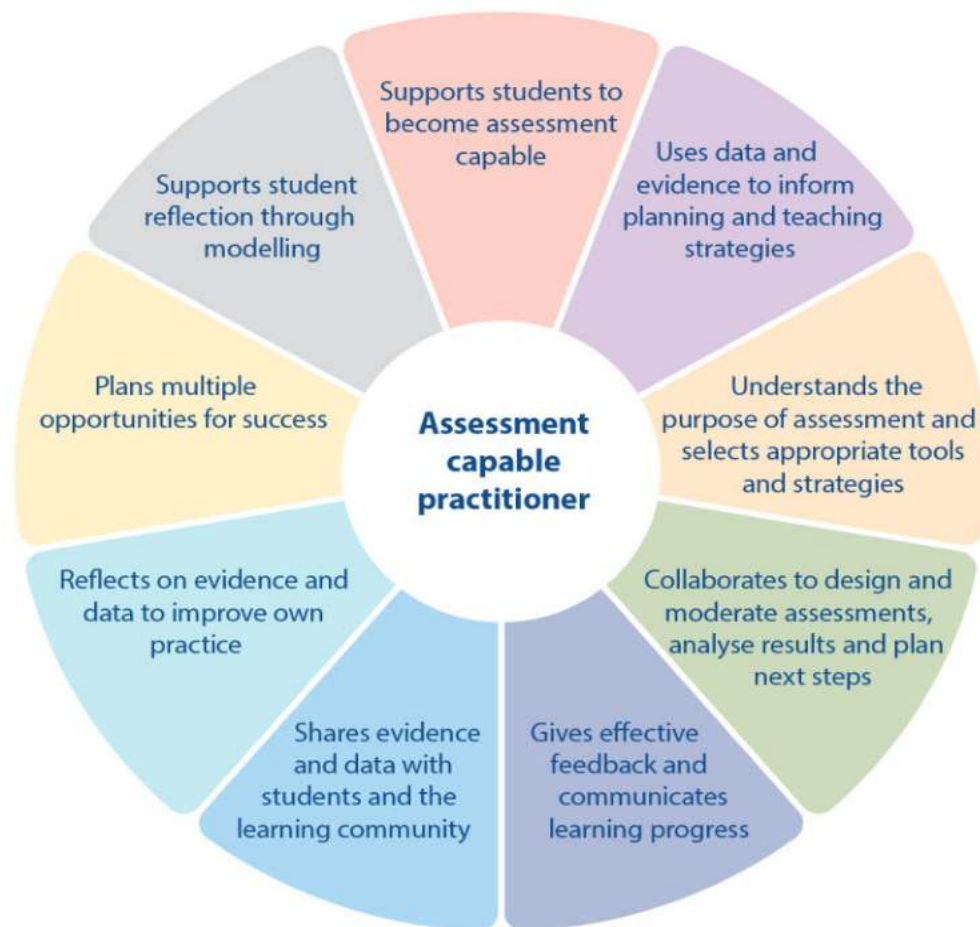 Supports students to
become assessment
capable
Uses data and
evidence to inform
planning and teaching
strategies
Understands the
purpose of assessment and
selects appropriate tools
and strategies
Collaborates to design and
moderate assessments,
analyse results and plan
next steps
Gives effective
feedback and
communicates
learning progress
Shares evidence
and data with
students and the
learning community
Reflects on evidence and
data to improve own
practice
Plans multiple
opportunities for success
Supports student
reflection through
modelling
Assessment
capable
practitioner